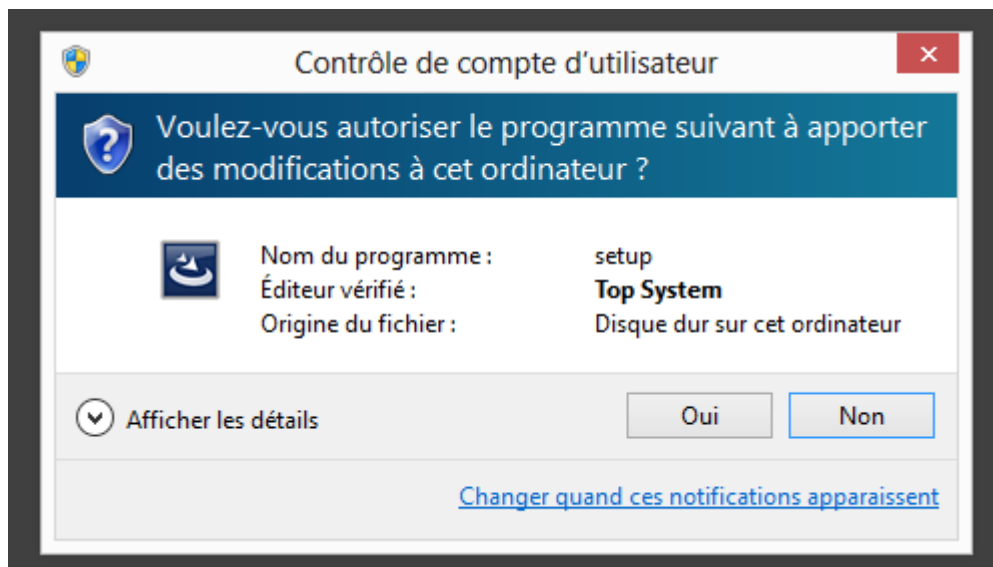 Contrôle de compte d'utilisateur
Voulez-vous autoriser le programme suivant à apporter
des modifications à cet ordinateur ?
Nom du programme : setup
Éditeur vérifié : Top System
Origine du fichier : Disque dur sur cet ordinateur
Afficher les détails Oui Non
Changer quand ces notifications apparaissent